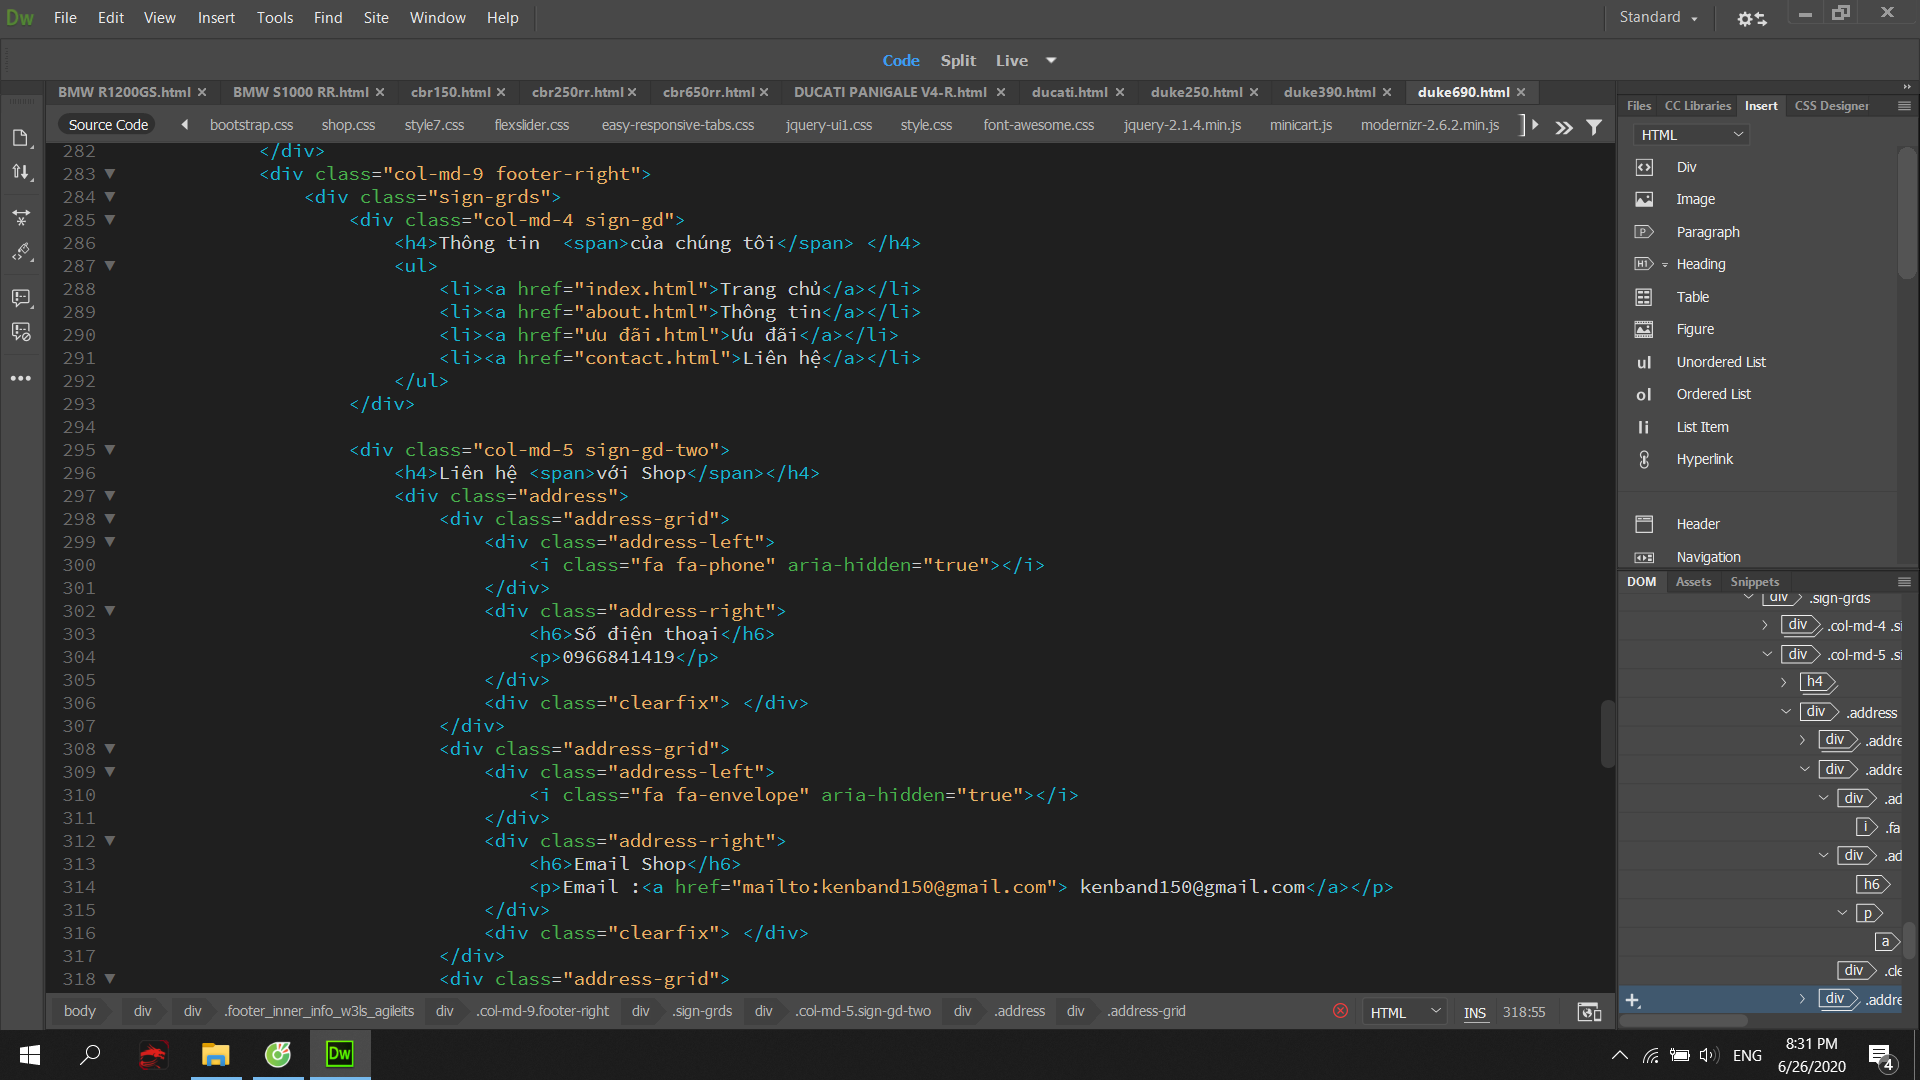 Dw File Edit View Insert Tools Find Site Window Help Standard
Code Split Live
BMW R1200GS.html BMW S1000 RR.html cbr150.html cbr250rr.html cbr650rr.html DUCATI PANIGALE V4-R.html ducati.html duke250.html duke390.html duke690.html
Source Code bootstrap.css shop.css style7.css flexslider.css easy-responsive-tabs.css jquery-ui1.css style.css font-awesome.css jquery-2.1.4.min.js minicart.js modernizr-2.6.2.min.js
282 </div>
283 <div class="col-md-9 footer-right">
284 <div class="sign-grds">
285 <div class="col-md-4 sign-gd">
286 <h4>Thông tin  <span>của chúng tôi</span> </h4>
287 <ul>
288 <li><a href="index.html">Trang chủ</a></li>
289 <li><a href="about.html">Thông tin</a></li>
290 <li><a href="ưu đãi.html">Ưu đãi</a></li>
291 <li><a href="contact.html">Liên hệ</a></li>
292 </ul>
293 </div>
294
295 <div class="col-md-5 sign-gd-two">
296 <h4>Liên hệ <span>với Shop</span></h4>
297 <div class="address">
298 <div class="address-grid">
299 <div class="address-left">
300 <i class="fa fa-phone" aria-hidden="true"></i>
301 </div>
302 <div class="address-right">
303 <h6>Số điện thoại</h6>
304 <p>0966841419</p>
305 </div>
306 <div class="clearfix"> </div>
307 </div>
308 <div class="address-grid">
309 <div class="address-left">
310 <i class="fa fa-envelope" aria-hidden="true"></i>
311 </div>
312 <div class="address-right">
313 <h6>Email Shop</h6>
314 <p>Email :<a href="mailto:kenband150@gmail.com"> kenband150@gmail.com</a></p>
315 </div>
316 <div class="clearfix"> </div>
317 </div>
318 <div class="address-grid">
body div div .footer_inner_info_w3ls_agileits div .col-md-9.footer-right div .sign-grds div .col-md-5.sign-gd-two div .address div .address-grid HTML INS 318:55
Files CC Libraries Insert CSS Designer
HTML
Div
Image
P Paragraph
H1 Heading
Table
Figure
ul Unordered List
ol Ordered List
li List Item
Hyperlink
Header
Navigation
DOM Assets Snippets
div .sign-grds
div .col-md-4 .si
div .col-md-5 .si
h4
div .address
div .addre
div .addre
div .ad
i .fa
div .ad
h6
p
a
div .cle
div .addre
Dw ENG
8:31 PM
6/26/2020
4